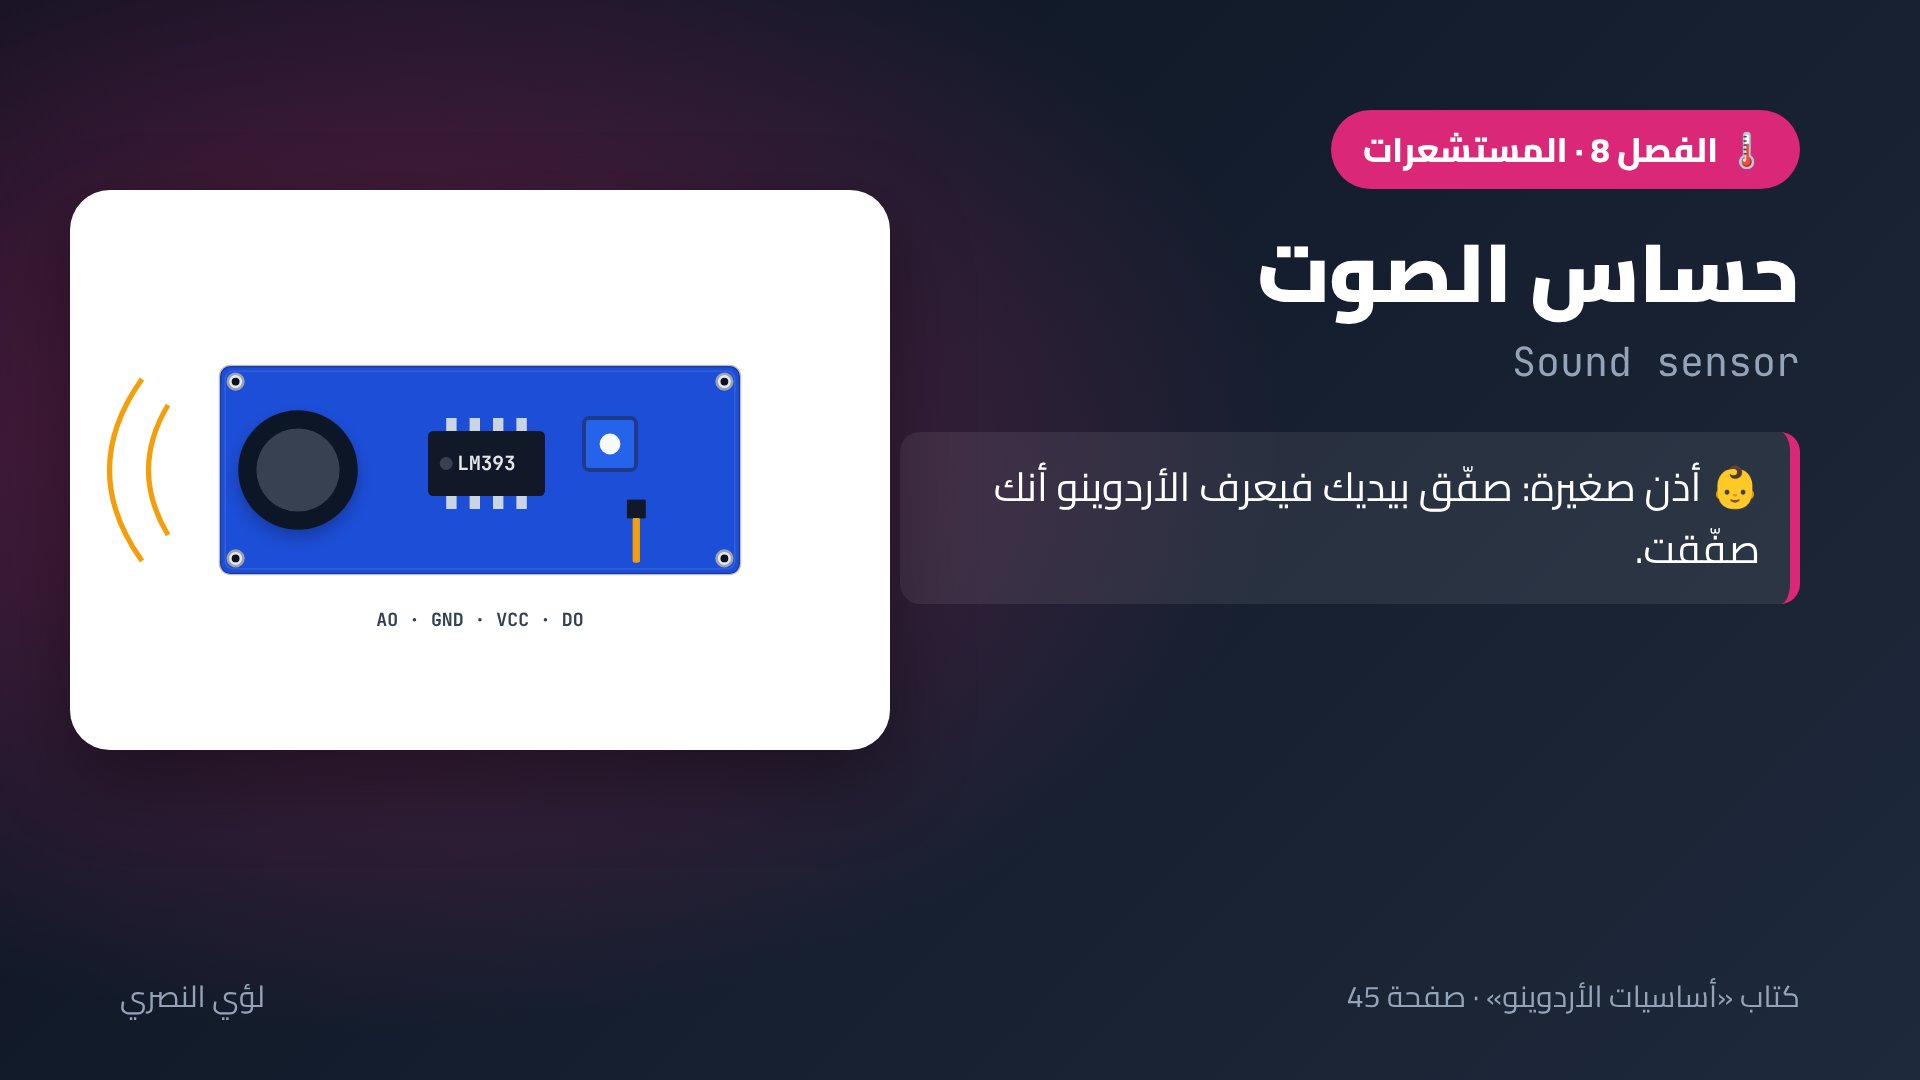 🌡️ الفصل 8 · المستشعرات
حساس الصوت
Sound sensor
👶 أذن صغيرة: صفّق بيديك فيعرف الأردوينو أنك
صفّقت.
LM393
AO · GND · VCC · DO
كتاب «أساسيات الأردوينو» · صفحة 45
لؤي النصري